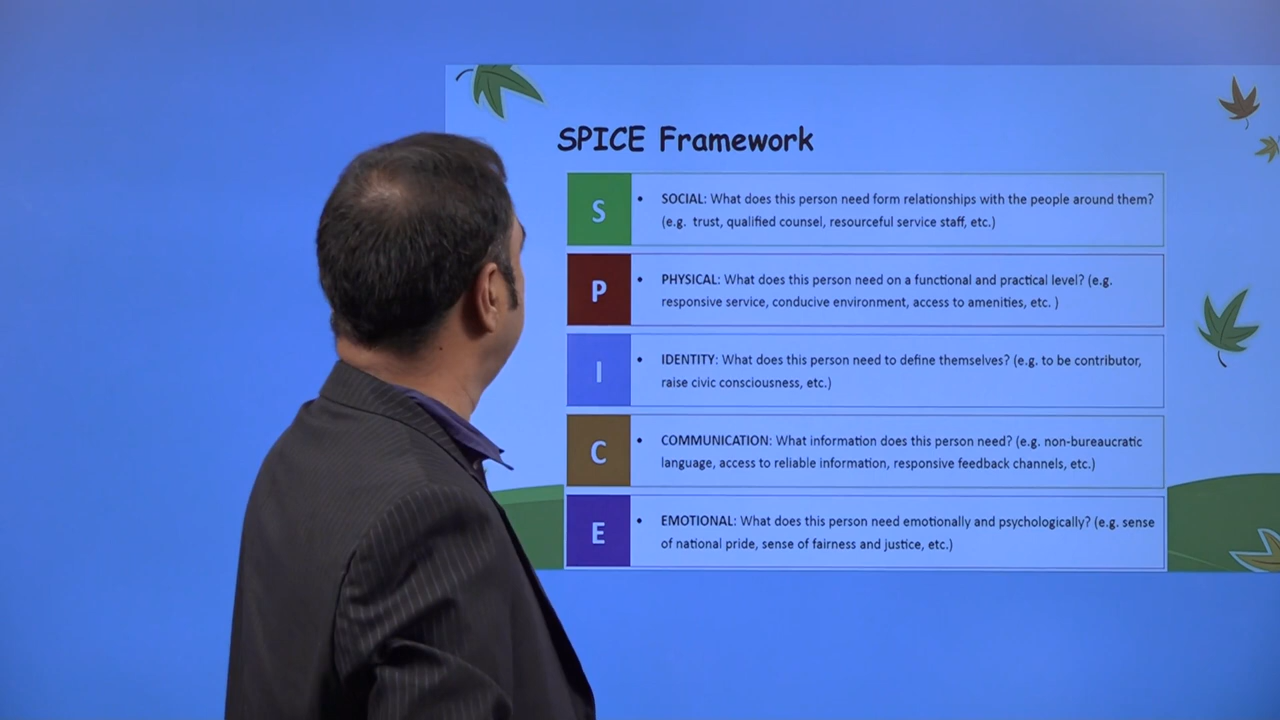 SPICE Framework
S
• SOCIAL: What does this person need form relationships with the people around them?
(e.g. trust, qualified counsel, resourceful service staff, etc.)
P
• PHYSICAL: What does this person need on a functional and practical level? (e.g.
responsive service, conducive environment, access to amenities, etc. )
I
• IDENTITY: What does this person need to define themselves? (e.g. to be contributor,
raise civic consciousness, etc.)
C
• COMMUNICATION: What information does this person need? (e.g. non-bureaucratic
language, access to reliable information, responsive feedback channels, etc.)
E
• EMOTIONAL: What does this person need emotionally and psychologically? (e.g. sense
of national pride, sense of fairness and justice, etc.)